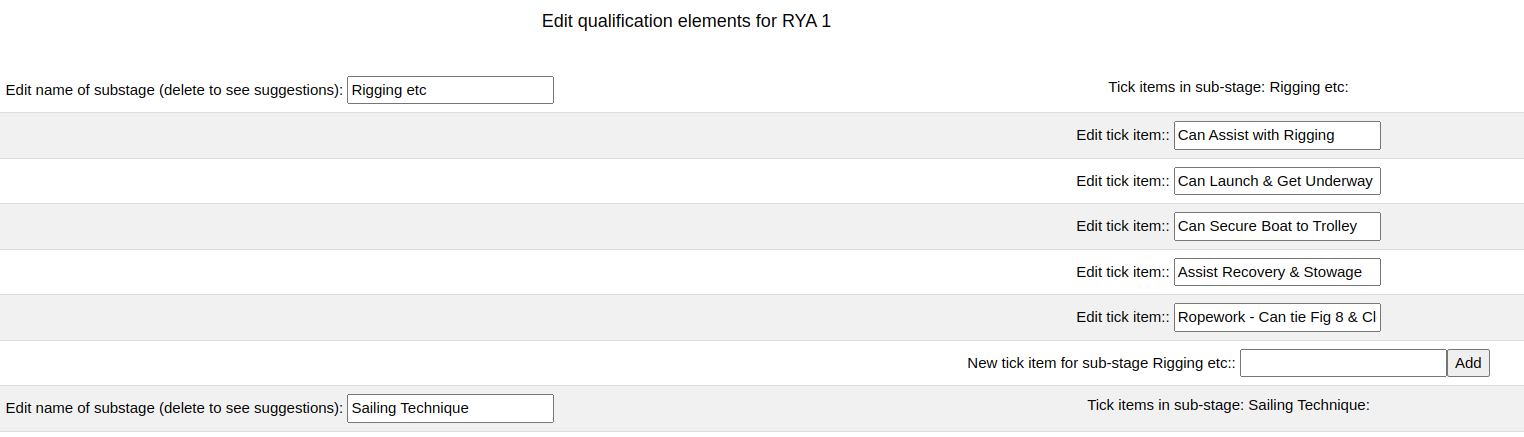 Edit qualification elements for RYA 1
Edit name of substage (delete to see suggestions): Rigging etc Tick items in sub-stage: Rigging etc:
Edit tick item:: Can Assist with Rigging
Edit tick item:: Can Launch & Get Underway
Edit tick item:: Can Secure Boat to Trolley
Edit tick item:: Assist Recovery & Stowage
Edit tick item:: Ropework - Can tie Fig 8 & Cl
New tick item for sub-stage Rigging etc:: Add
Edit name of substage (delete to see suggestions): Sailing Technique Tick items in sub-stage: Sailing Technique: